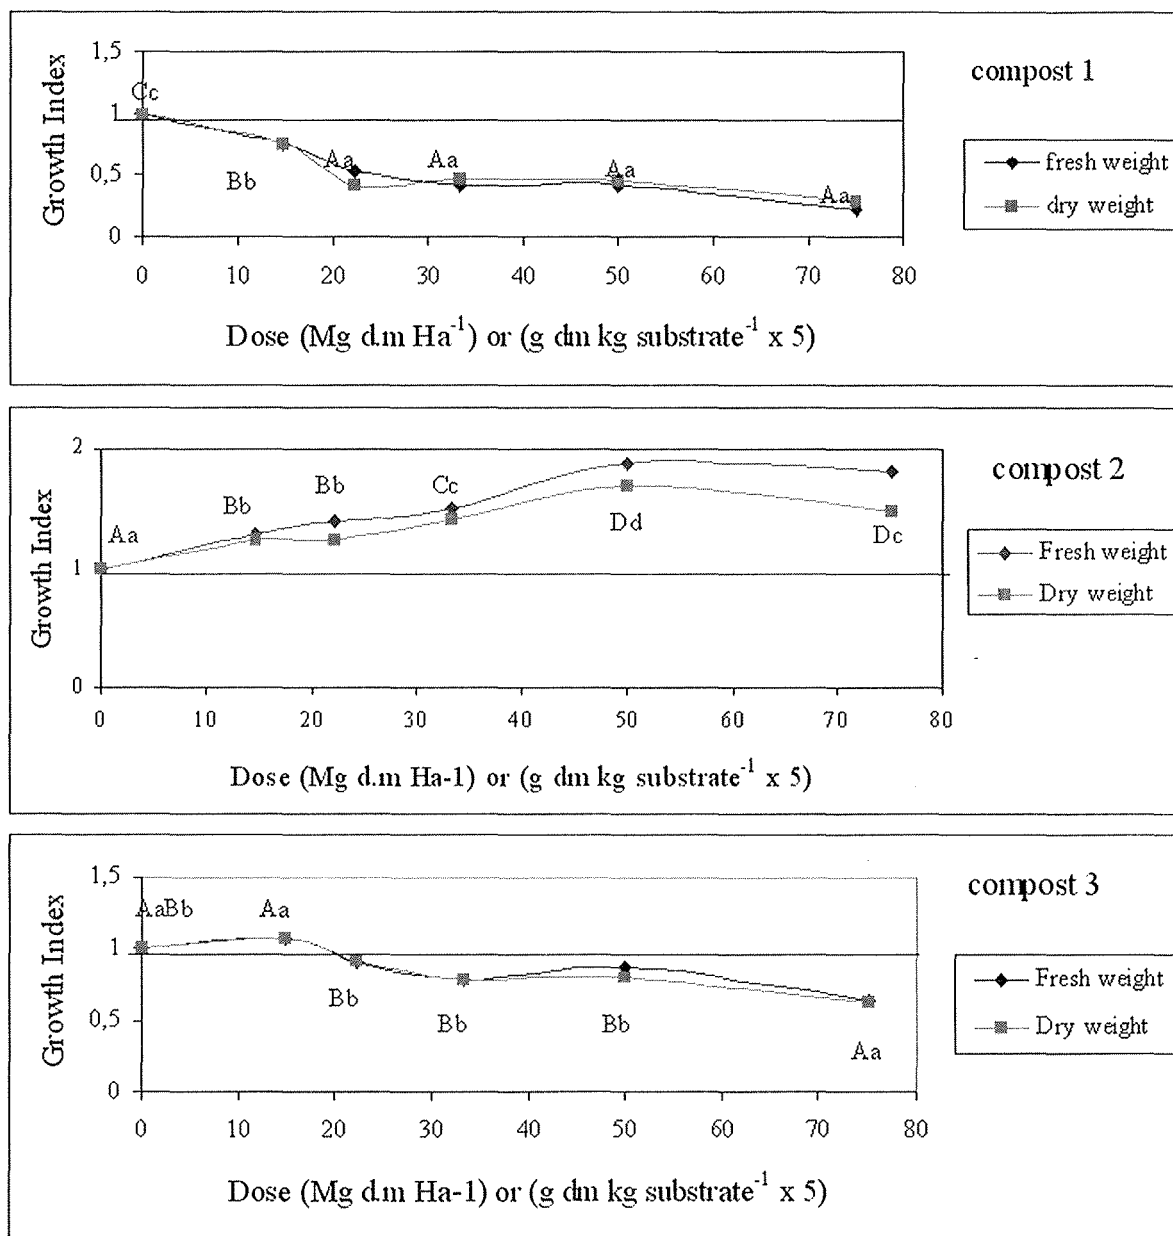 1,5
1
0,5
0
Growth Index
Cc
Bb
Aa
Aa
Aa
Aa
0 10 20 30 40 50 60 70 80
Dose (Mg d.m Ha-1) or (g dm kg substrate-1 x 5)
compost 1
fresh weight
dry weight
2
1
0
Growth Index
Aa
Bb
Bb
Cc
Dd
Dc
0 10 20 30 40 50 60 70 80
Dose (Mg d.m Ha-1) or (g dm kg substrate-1 x 5)
compost 2
Fresh weight
Dry weight
1,5
1
0,5
0
Growth Index
AaBb
Aa
Bb
Bb
Bb
Aa
0 10 20 30 40 50 60 70 80
Dose (Mg d.m Ha-1) or (g dm kg substrate-1 x 5)
compost 3
Fresh weight
Dry weight